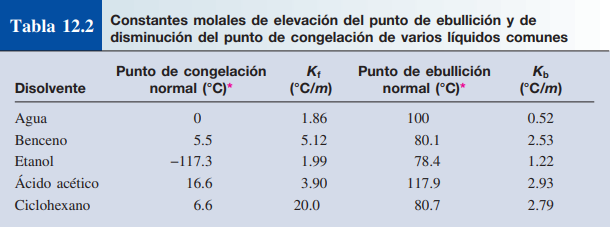 Tabla 12.2
Constantes molales de elevación del punto de ebullición y de
disminución del punto de congelación de varios líquidos comunes
Disolvente Punto de congelación normal (°C)* Kf (°C/m) Punto de ebullición normal (°C)* Kb (°C/m)
Agua 0 1.86 100 0.52
Benceno 5.5 5.12 80.1 2.53
Etanol −117.3 1.99 78.4 1.22
Ácido acético 16.6 3.90 117.9 2.93
Ciclohexano 6.6 20.0 80.7 2.79